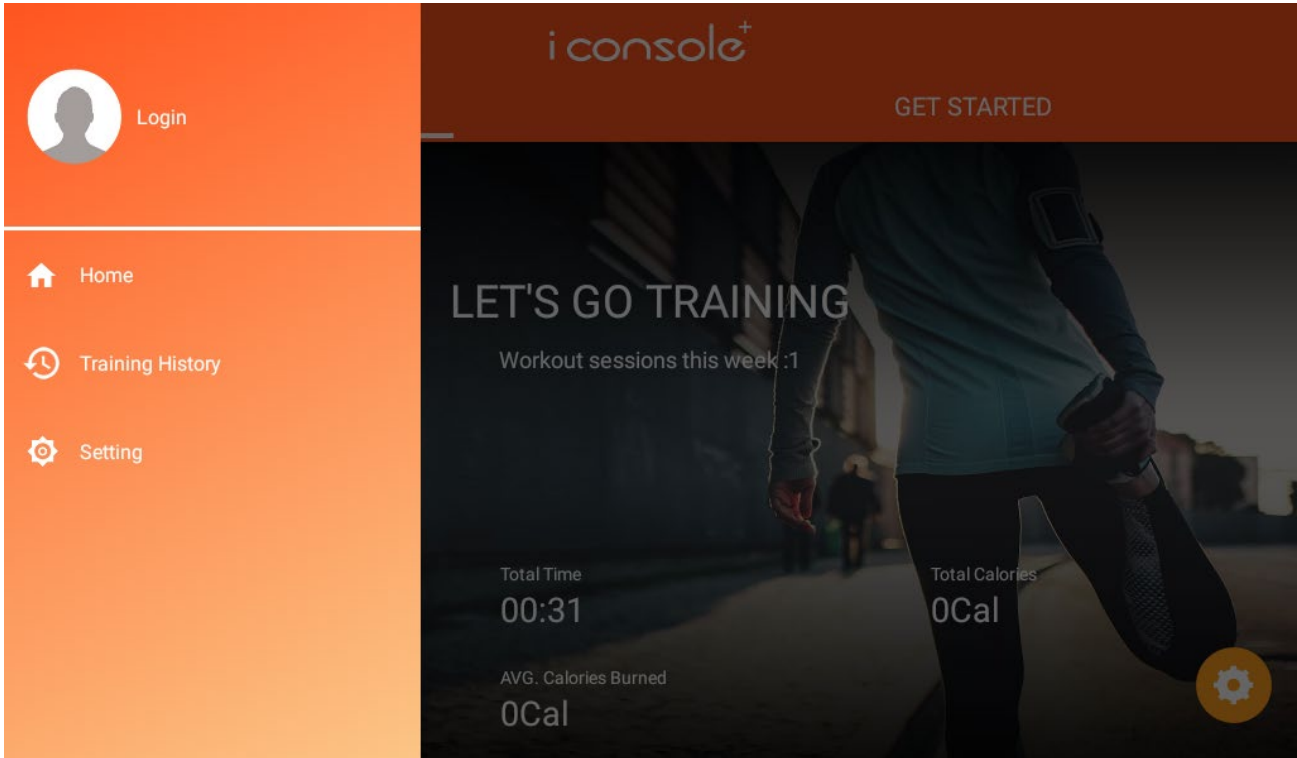 Login
Home
Training History
Setting
i console+
GET STARTED
LET'S GO TRAINING
Workout sessions this week :1
Total Time
00:31
Total Calories
0Cal
AVG. Calories Burned
0Cal